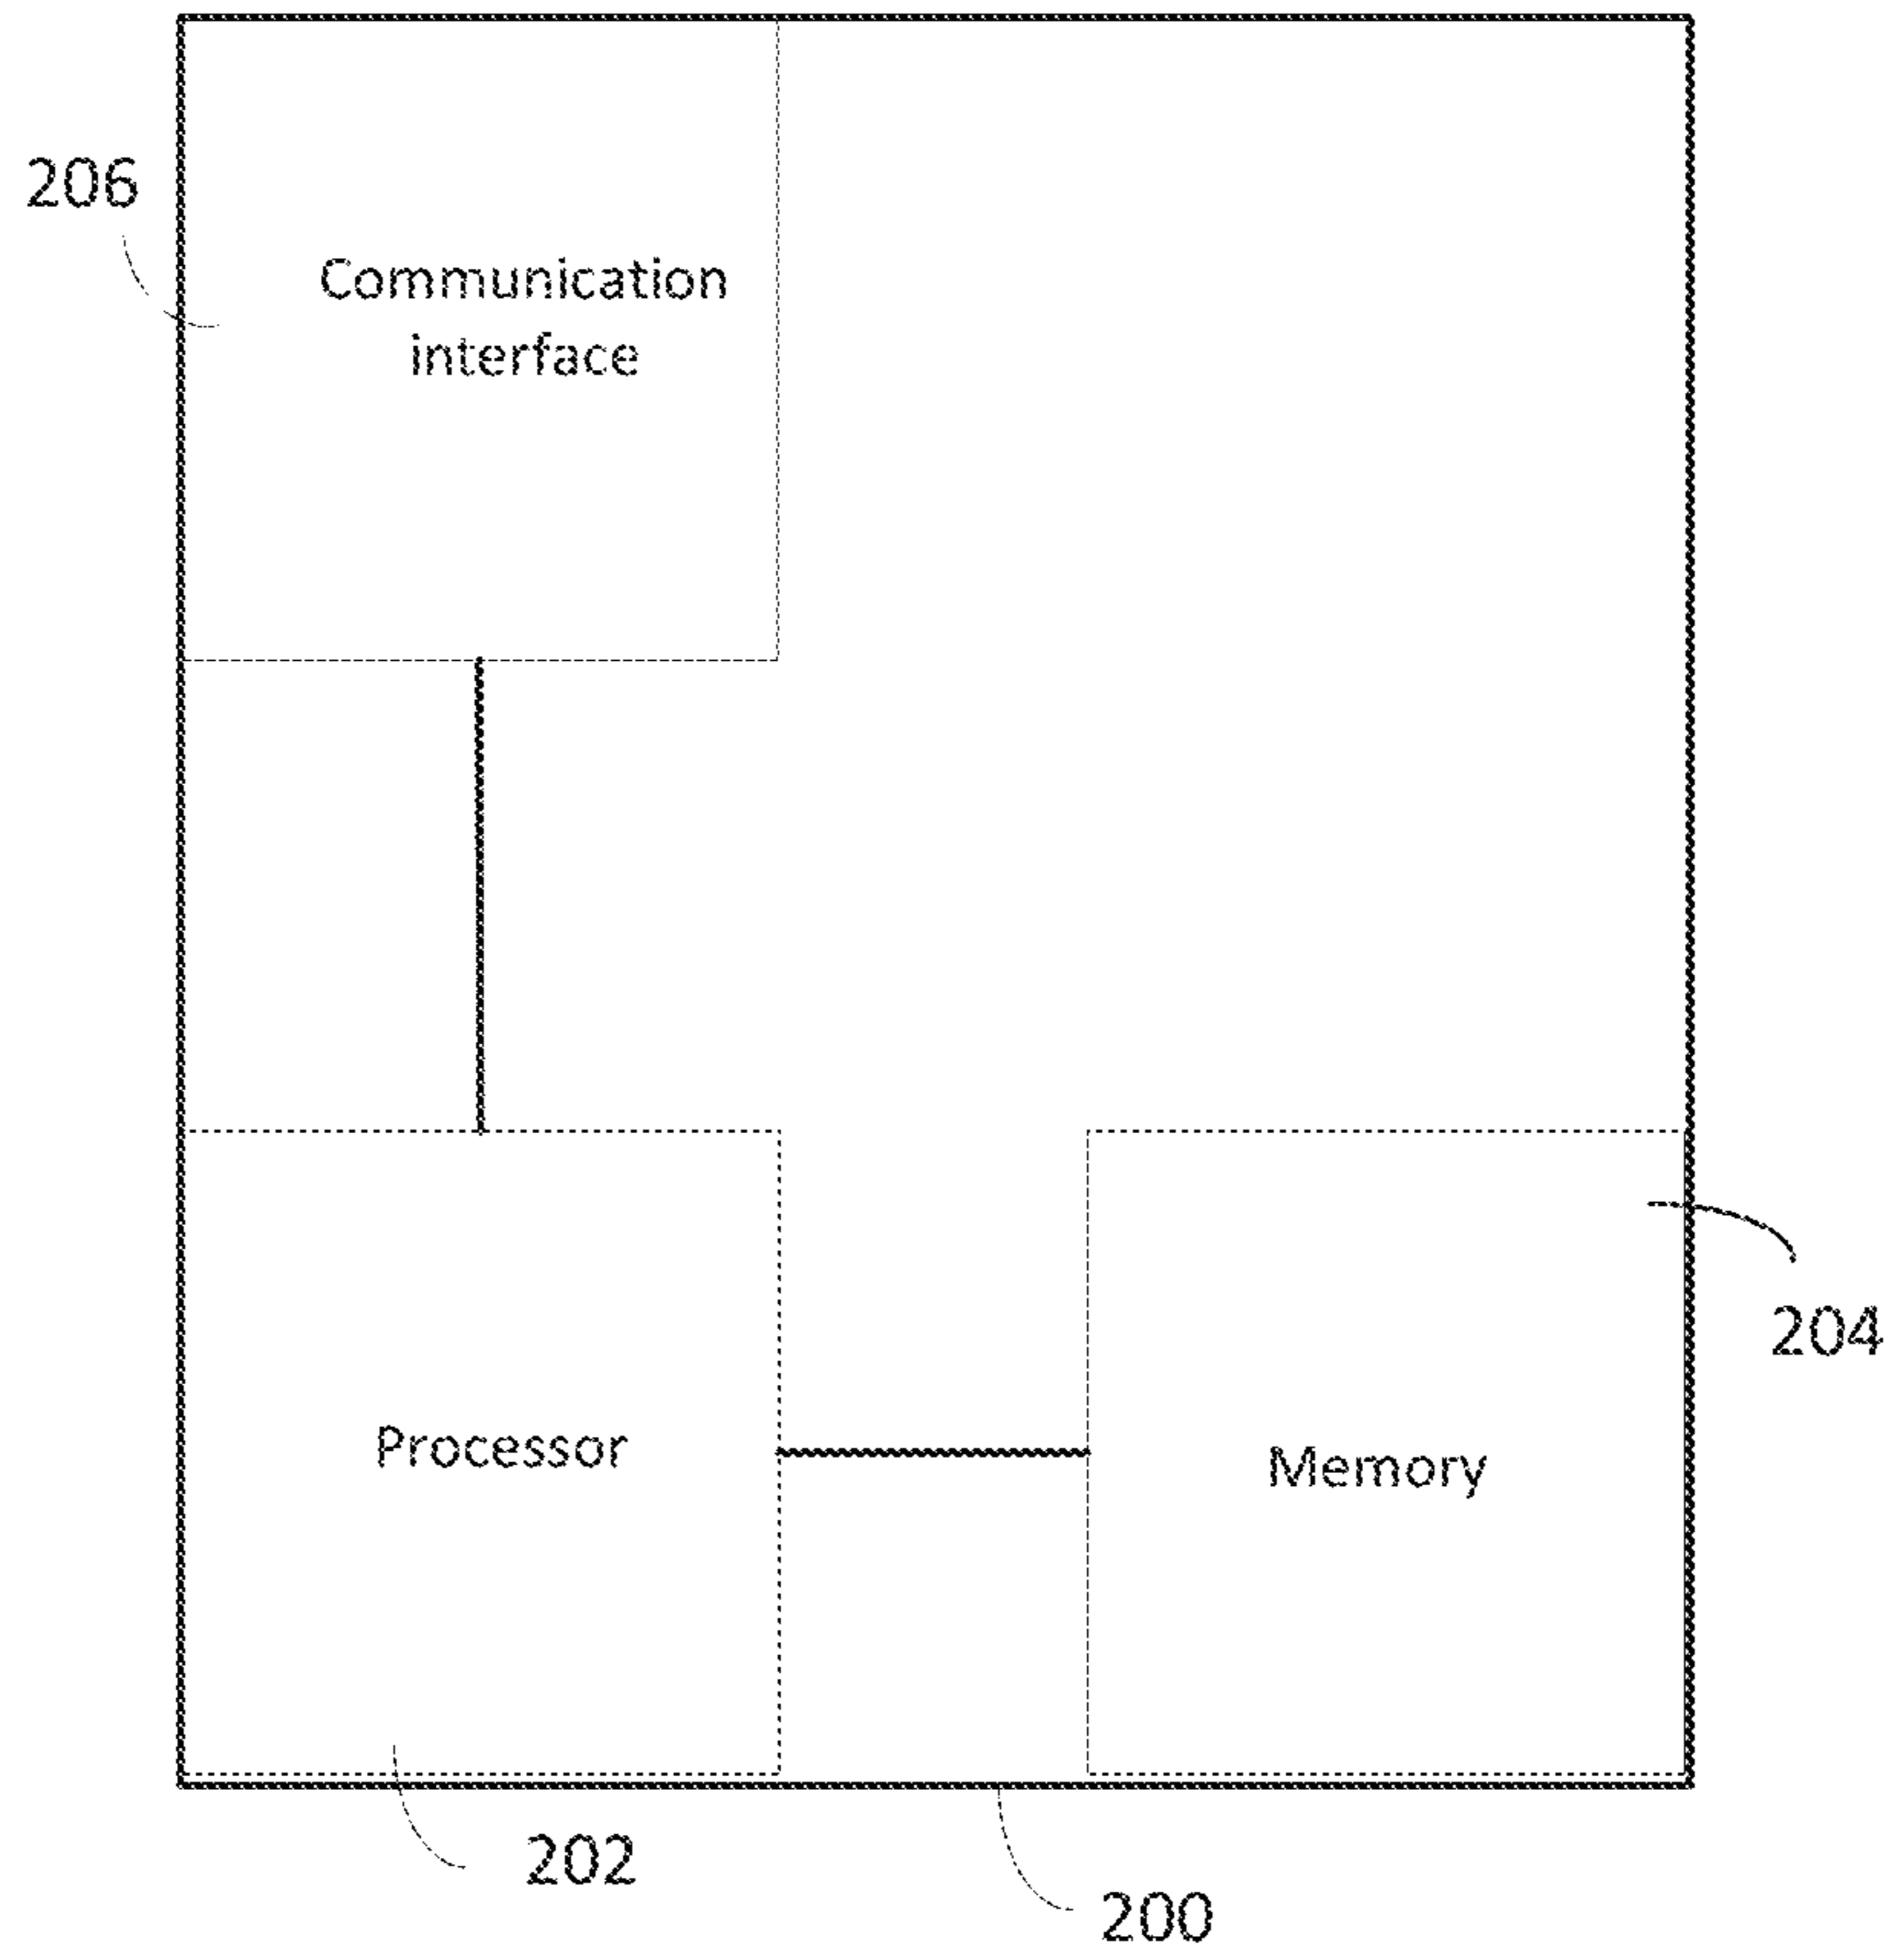 206
Communication
interface
204
Processor
Memory
202
200